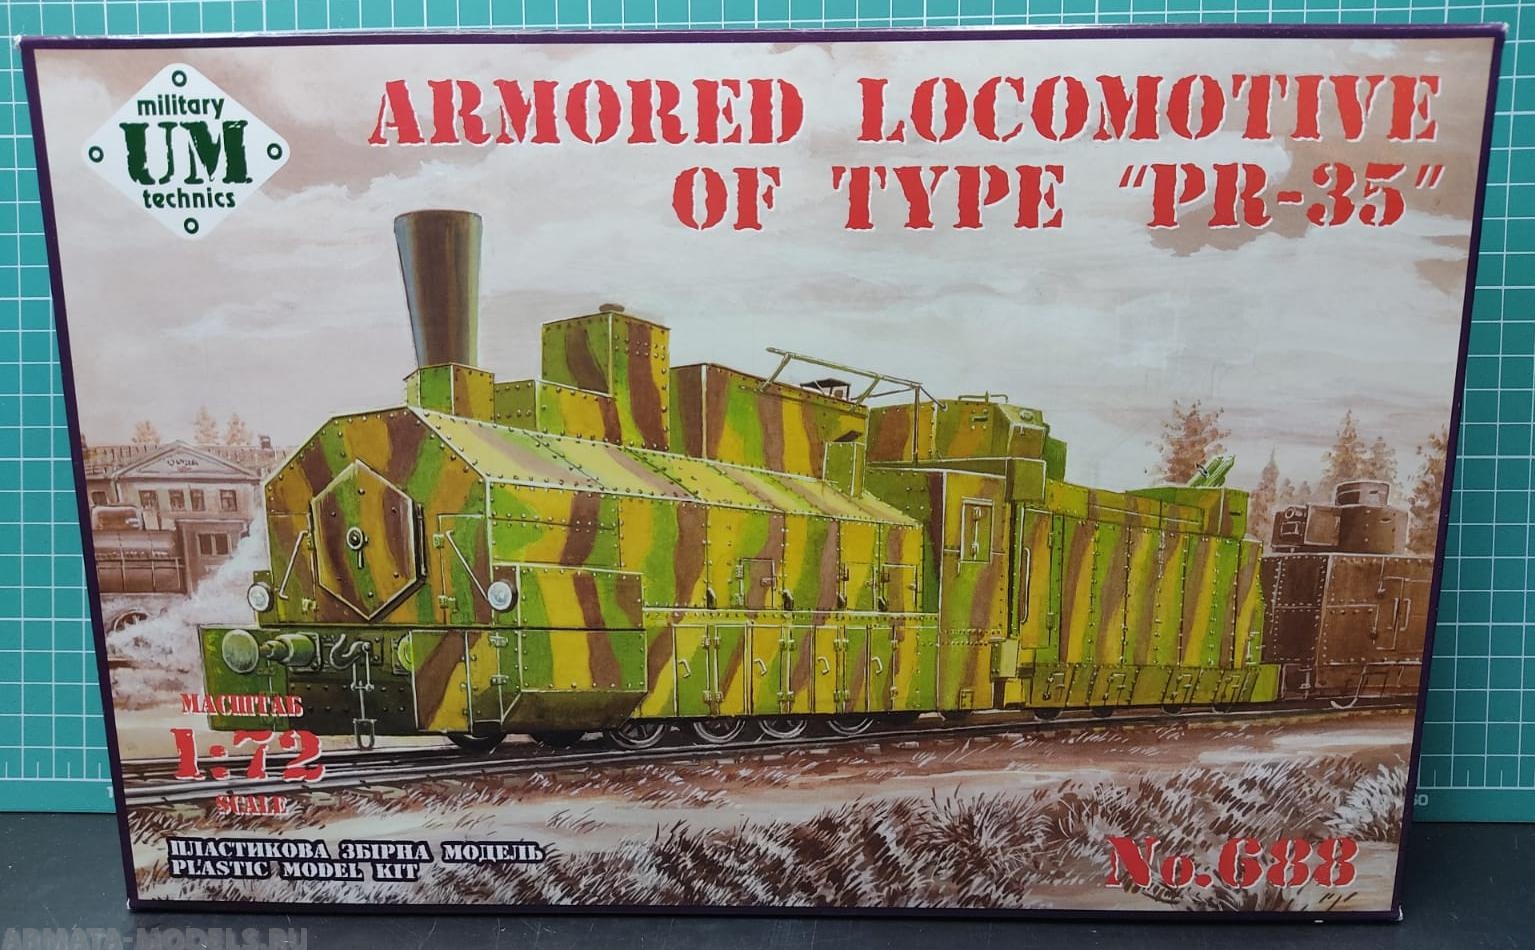 military
UM
technics
ARMORED LOCOMOTIVE
OF TYPE "PR-35"
МАСШТАБ
1:72
SCALE
ПЛАСТИКОВА ЗБІРНА МОДЕЛЬ
PLASTIC MODEL KIT
No.688
ARMATA-MODELS.RU